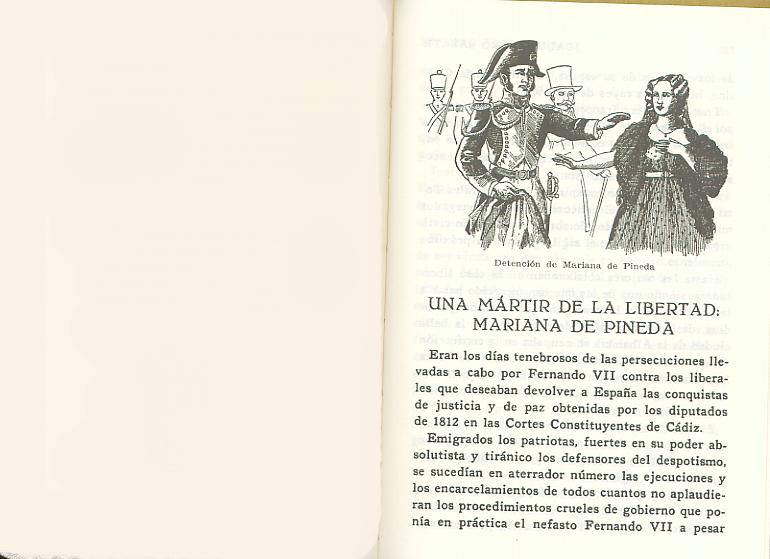 Detención de Mariana de Pineda
UNA MÁRTIR DE LA LIBERTAD:
MARIANA DE PINEDA
Eran los días tenebrosos de las persecuciones lle-
vadas a cabo por Fernando VII contra los libera-
les que deseaban devolver a España las conquistas
de justicia y de paz obtenidas por los diputados
de 1812 en las Cortes Constituyentes de Cádiz.
Emigrados los patriotas, fuertes en su poder ab-
solutista y tiránico los defensores del despotismo,
se sucedían en aterrador número las ejecuciones y
los encarcelamientos de todos cuantos no aplaudie-
ran los procedimientos crueles de gobierno que po-
nía en práctica el nefasto Fernando VII a pesar